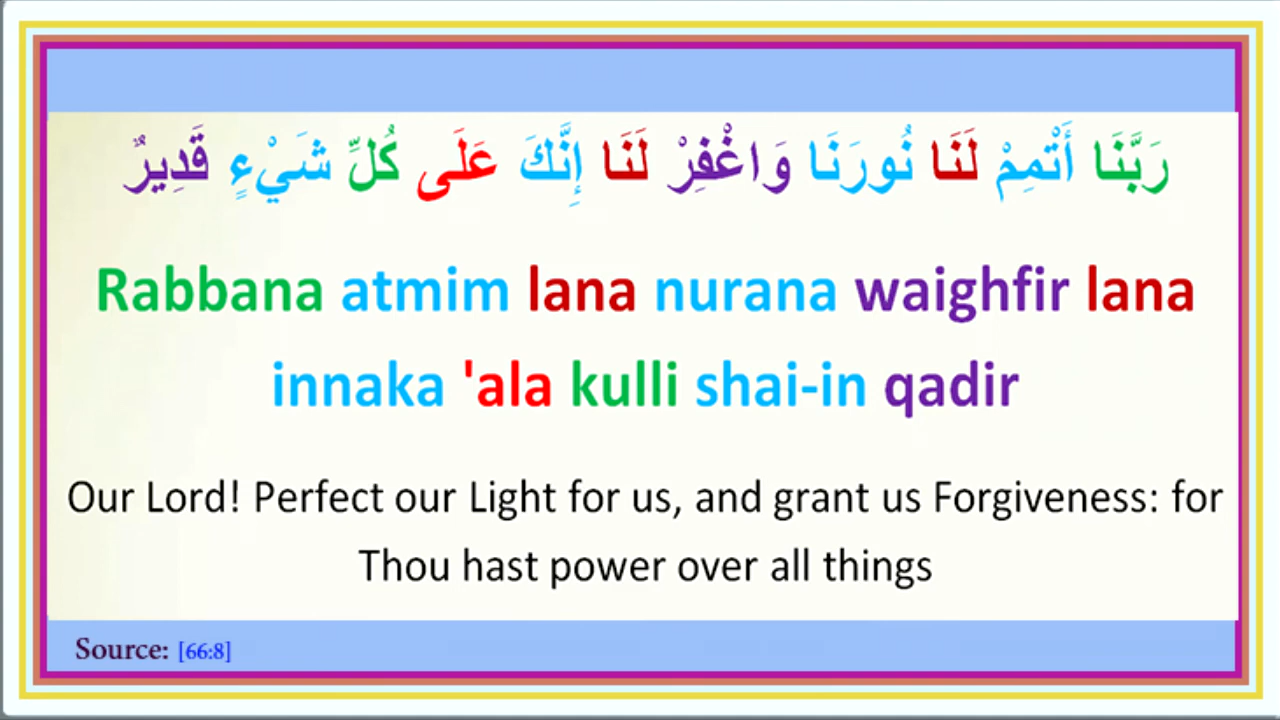 رَبَّنَا أَتْمِمْ لَنَا نُورَنَا وَاغْفِرْ لَنَا إِنَّكَ عَلَى كُلِّ شَيْءٍ قَدِيرٌ
Rabbana atmim lana nurana waighfir lana
innaka 'ala kulli shai-in qadir
Our Lord! Perfect our Light for us, and grant us Forgiveness: for
Thou hast power over all things
Source: [66:8]